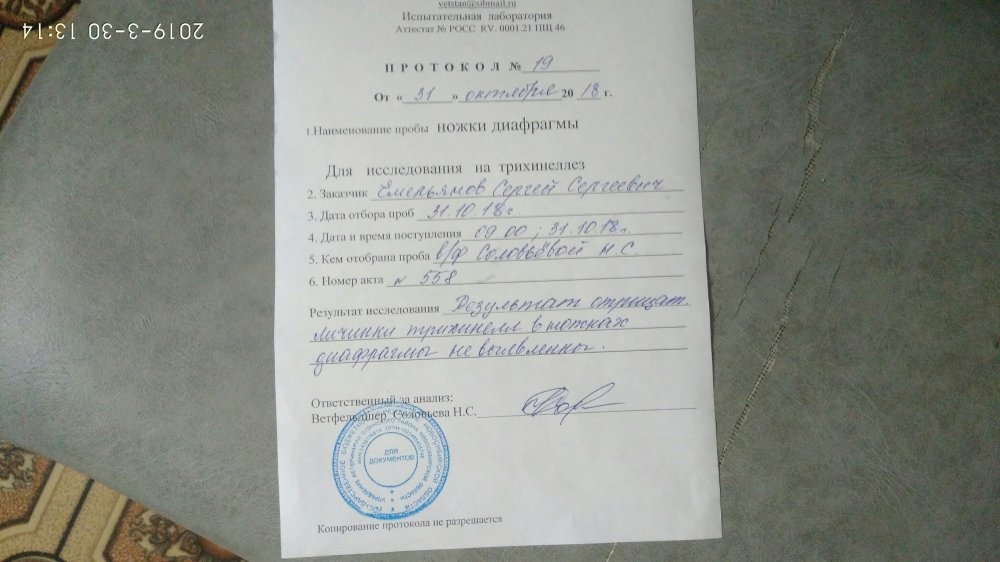 vetstan@sibmail.ru
Испытательная лаборатория
Аттестат № РОСС RV. 0001.21 ПЩ 46
ПРОТОКОЛ № 19
От « 31 » октября 20 18 г.
1.Наименование пробы ножки диафрагмы
Для исследования на трихинеллез
2. Заказчик Емельянов Сергей Сергеевич
3. Дата отбора проб 31.10.18г.
4. Дата и время поступления 09 00 ; 31.10.18г.
5. Кем отобрана проба в/ф Соловьёвой Н.С.
6. Номер акта № 558
Результат исследования Результат отрицат.
личинки трихинелл в ножках
диафрагмы не выявленны.
Ответственный за анализ:
Ветфельдшер Соловьева Н.С.
ДЛЯ
ДОКУМЕНТОВ
Копирование протокола не разрешается
2019-3-30 13:14